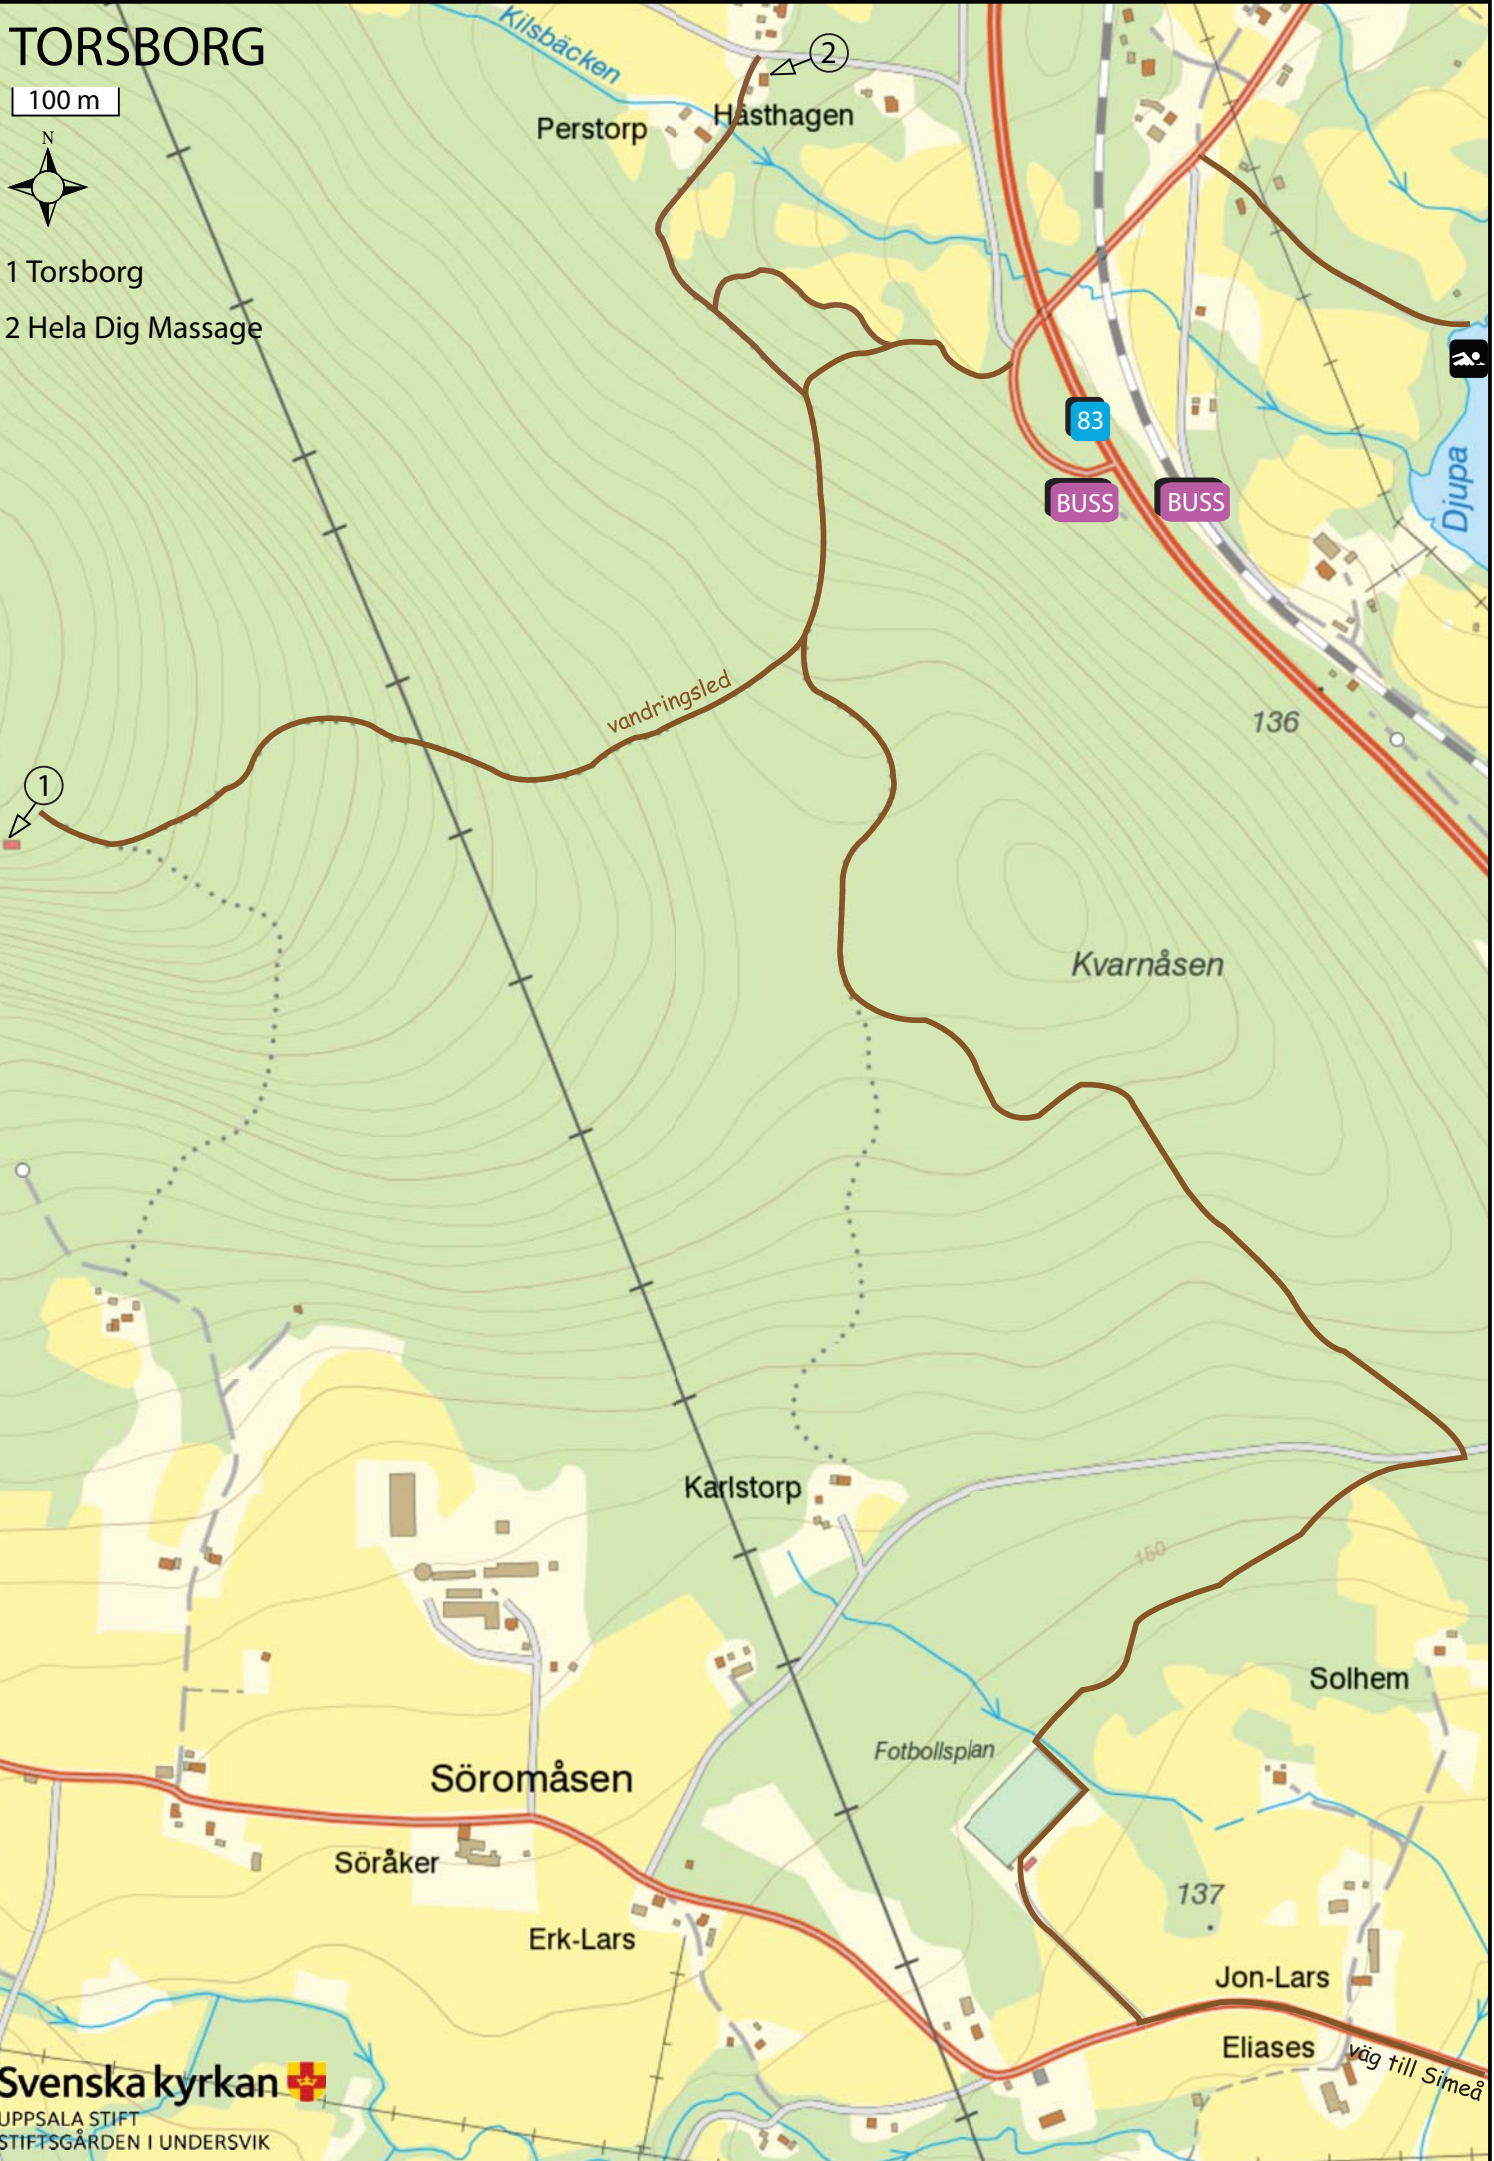 TORSBORG
100 m
N
1 Torsborg
2 Hela Dig Massage
Kilsbäcken
2
Hästhagen
Perstorp
83
BUSS
BUSS
Djupa
vandringsled
136
1
Kvarnåsen
Karlstorp
150
Solhem
Fotbollsplan
Söromåsen
Söråker
137
Erk-Lars
Jon-Lars
Eliases
väg till Simeå
Svenska kyrkan
UPPSALA STIFT
STIFTSGÅRDEN I UNDERSVIK